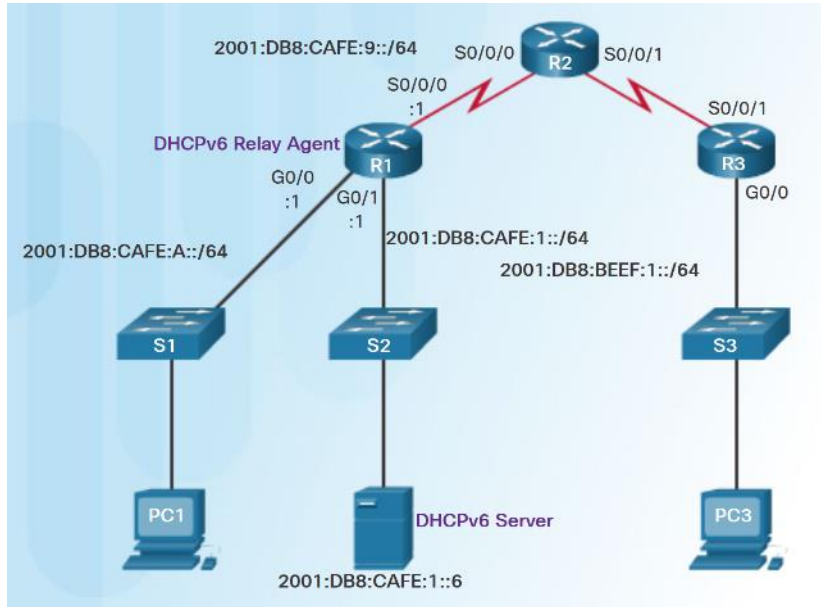 2001:DB8:CAFE:9::/64
S0/0/0
R2
S0/0/1
S0/0/0
:1
S0/0/1
DHCPv6 Relay Agent
R1
R3
G0/0
:1
G0/1
:1
G0/0
2001:DB8:CAFE:A::/64
2001:DB8:CAFE:1::/64
2001:DB8:BEEF:1::/64
S1
S2
S3
PC1
DHCPv6 Server
PC3
2001:DB8:CAFE:1::6